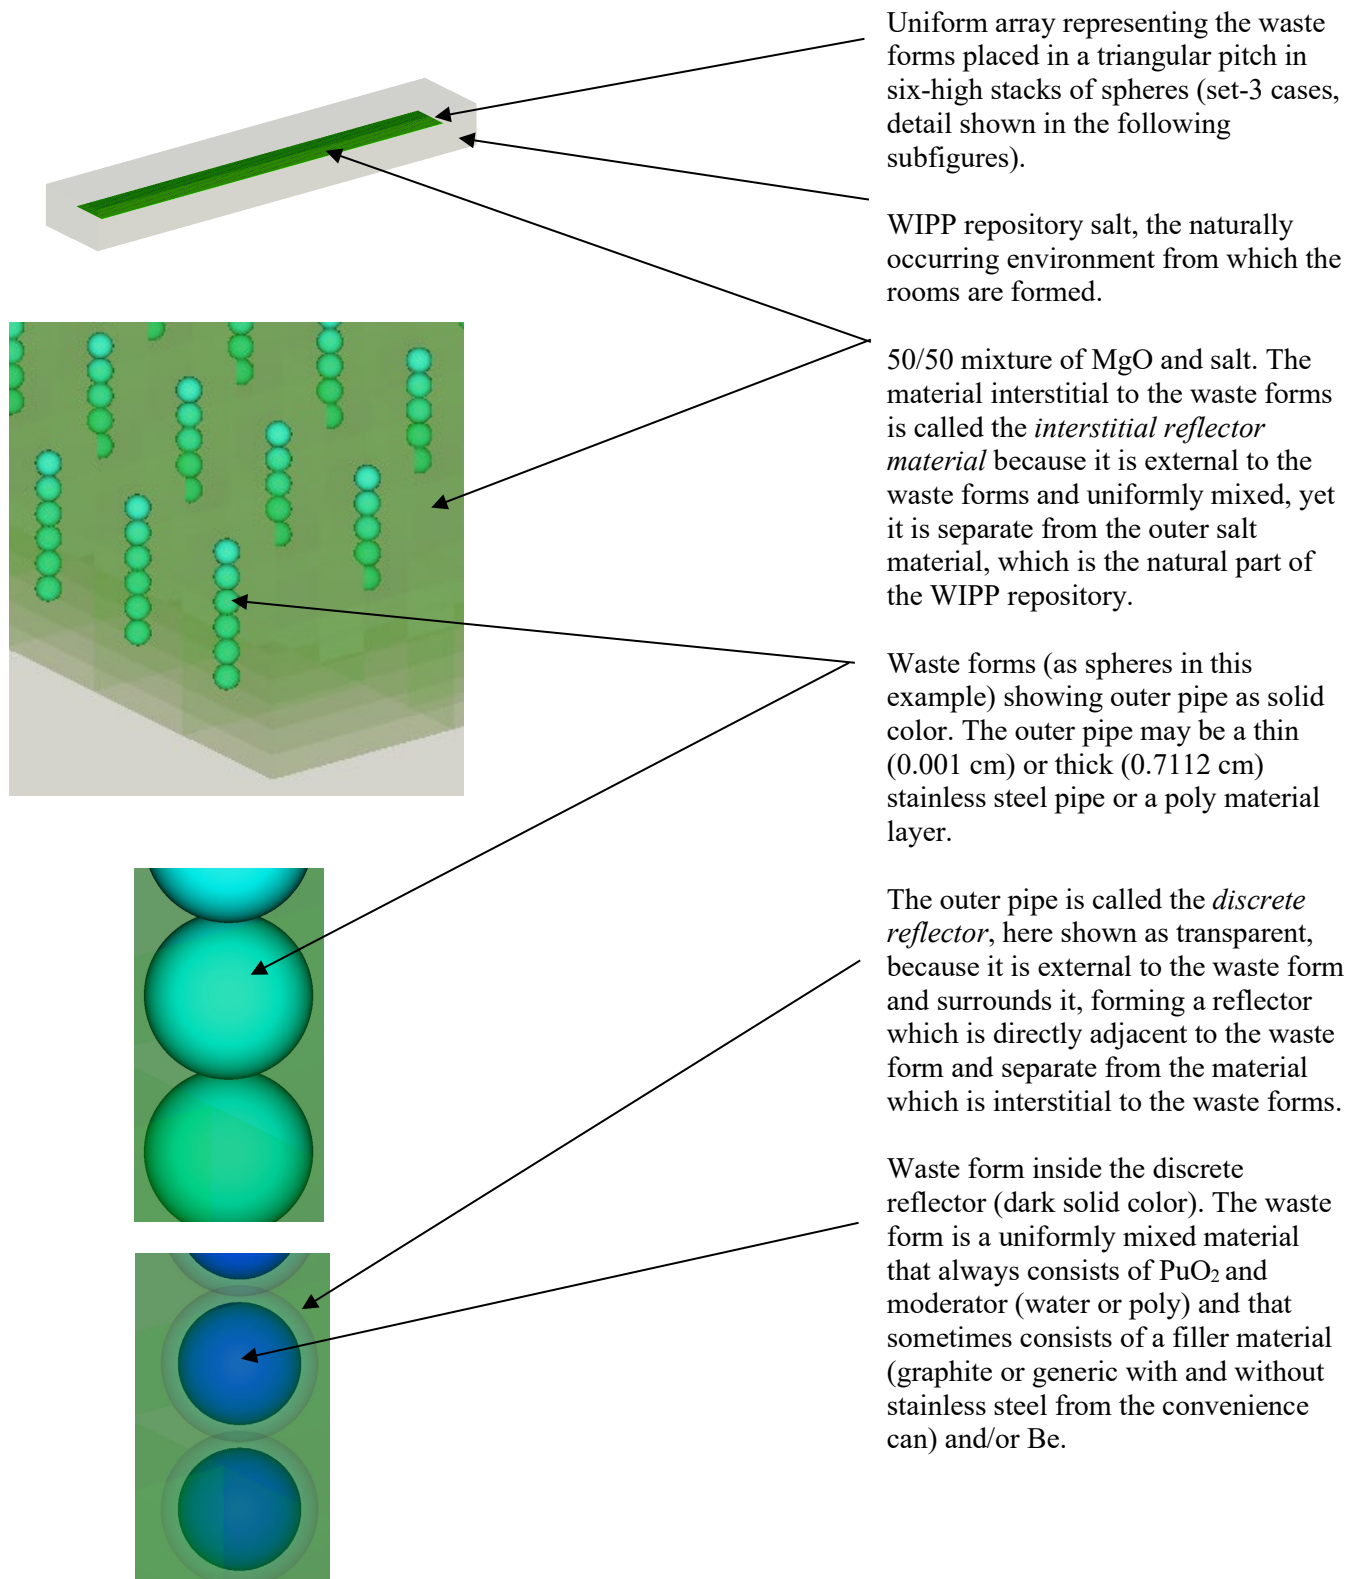 Uniform array representing the waste
forms placed in a triangular pitch in
six-high stacks of spheres (set-3 cases,
detail shown in the following
subfigures).
WIPP repository salt, the naturally
occurring environment from which the
rooms are formed.
50/50 mixture of MgO and salt. The
material interstitial to the waste forms
is called the interstitial reflector
material because it is external to the
waste forms and uniformly mixed, yet
it is separate from the outer salt
material, which is the natural part of
the WIPP repository.
Waste forms (as spheres in this
example) showing outer pipe as solid
color. The outer pipe may be a thin
(0.001 cm) or thick (0.7112 cm)
stainless steel pipe or a poly material
layer.
The outer pipe is called the discrete
reflector, here shown as transparent,
because it is external to the waste form
and surrounds it, forming a reflector
which is directly adjacent to the waste
form and separate from the material
which is interstitial to the waste forms.
Waste form inside the discrete
reflector (dark solid color). The waste
form is a uniformly mixed material
that always consists of PuO₂ and
moderator (water or poly) and that
sometimes consists of a filler material
(graphite or generic with and without
stainless steel from the convenience
can) and/or Be.